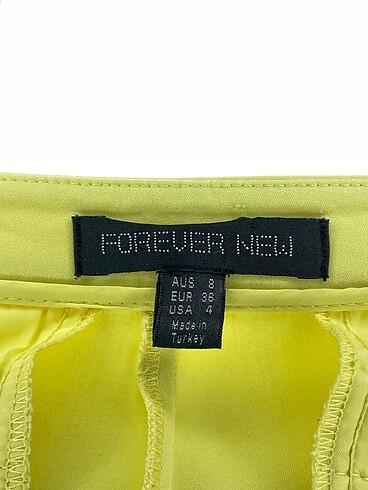 FOREVER NEW
AUS 8
EUR 36
USA 4
Made in
Turkey